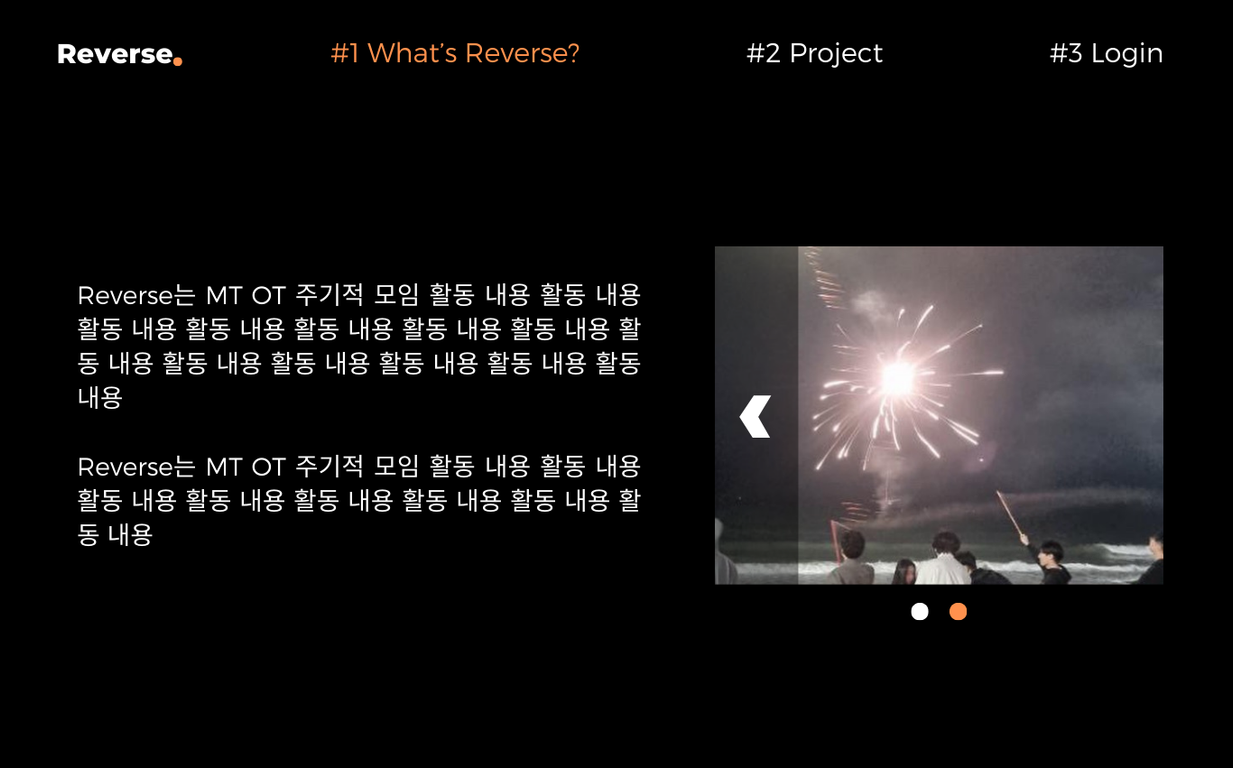 Reverse.
#1 What's Reverse?
#2 Project
#3 Login
Reverse는 MT OT 주기적 모임 활동 내용 활동 내용
활동 내용 활동 내용 활동 내용 활동 내용 활동 내용 활
동 내용 활동 내용 활동 내용 활동 내용 활동 내용 활동
내용
Reverse는 MT OT 주기적 모임 활동 내용 활동 내용
활동 내용 활동 내용 활동 내용 활동 내용 활동 내용 활
동 내용